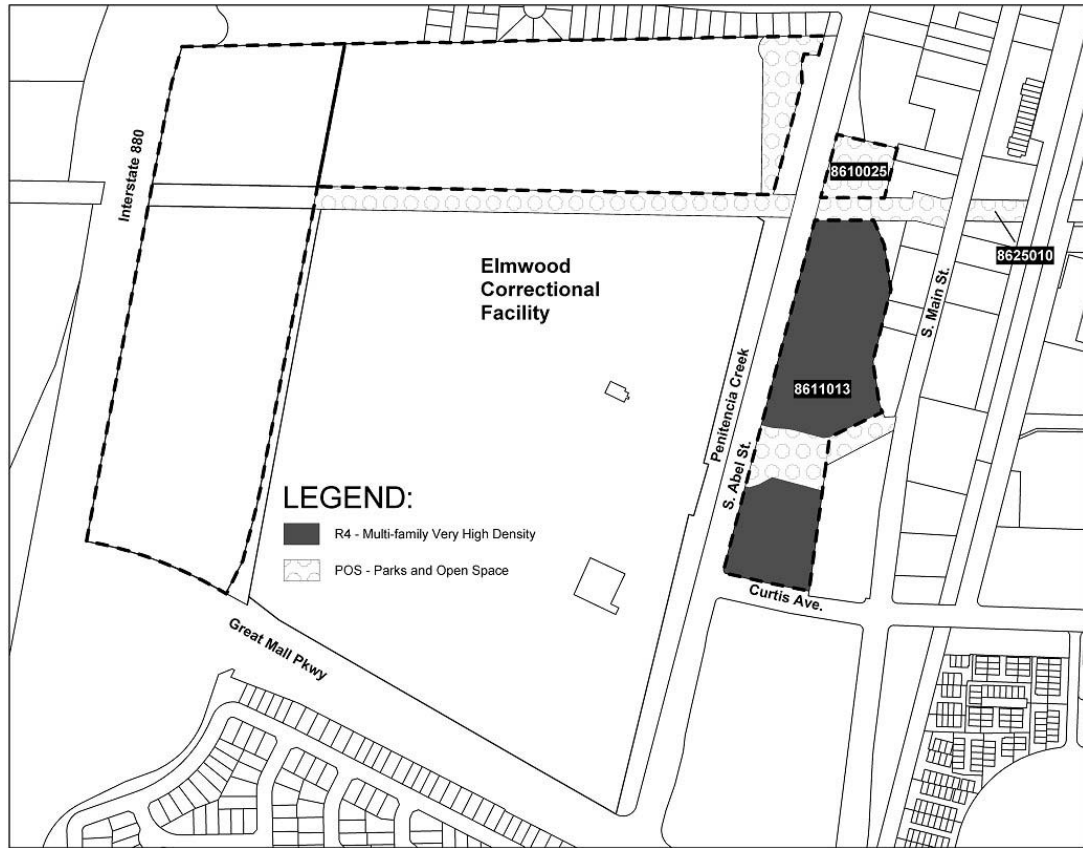 Interstate 880
8610025
8625010
Elmwood
Correctional
Facility
S. Main St.
8611013
Penitencia Creek
S. Abel St.
LEGEND:
R4 - Multi-family Very High Density
POS - Parks and Open Space
Curtis Ave.
Great Mall Pkwy